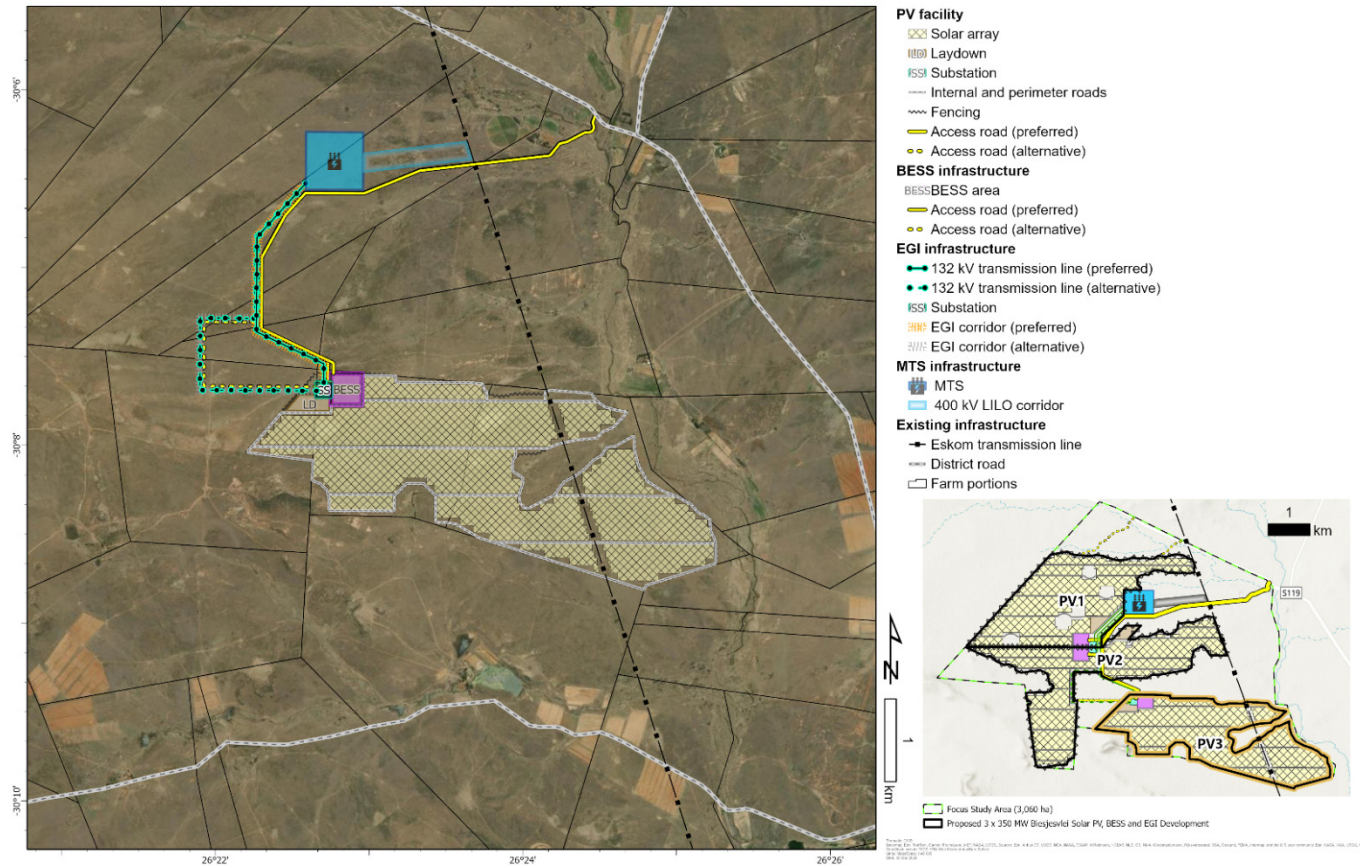 -30°6'
-30°8'
-30°10'
26°22'
26°24'
26°26'
SS
BESS
LD
N
1
km
PV facility
Solar array
LD Laydown
SS Substation
Internal and perimeter roads
Fencing
Access road (preferred)
Access road (alternative)
BESS infrastructure
BESS BESS area
Access road (preferred)
Access road (alternative)
EGI infrastructure
132 kV transmission line (preferred)
132 kV transmission line (alternative)
SS Substation
EGI corridor (preferred)
EGI corridor (alternative)
MTS infrastructure
MTS
400 kV LILO corridor
Existing infrastructure
Eskom transmission line
District road
Farm portions
1
km
PV1
PV2
PV3
S119
Focus Study Area (3,060 ha)
Proposed 3 x 350 MW Biesjesvlei Solar PV, BESS and EGI Development